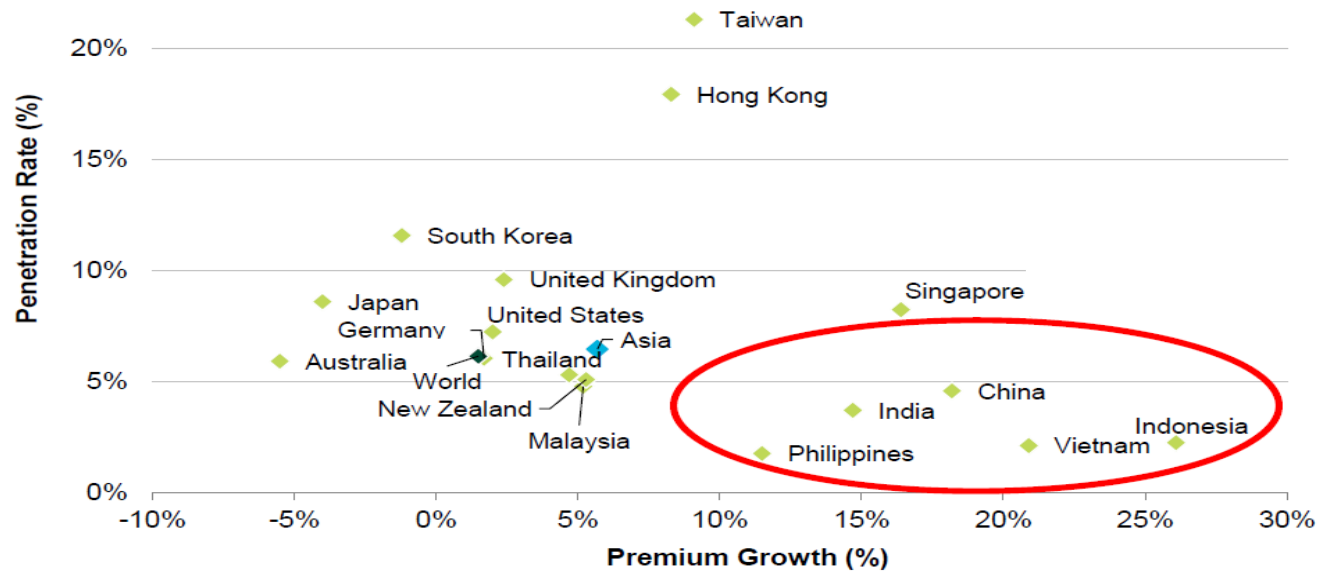 Taiwan
20%
Hong Kong
15%
Penetration Rate (%)
South Korea
10%
United Kingdom
Singapore
Japan
United States
Germany
Asia
Australia
Thailand
World
5%
China
New Zealand
India
Indonesia
Malaysia
Philippines
Vietnam
0%
-10% -5% 0% 5% 10% 15% 20% 25% 30%
Premium Growth (%)